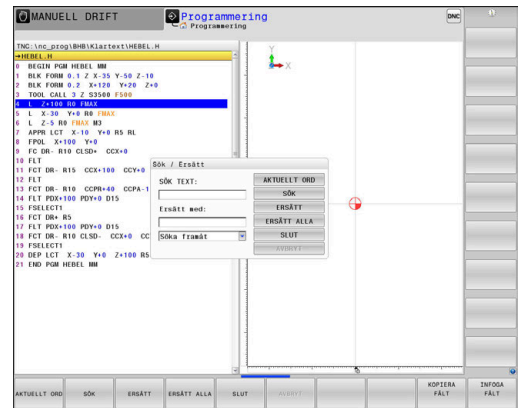 MANUELL DRIFT
Programmering
Programmering
DNC
TNC:\nc_prog\BHB\Klartext\HEBEL.H
→HEBEL.H
0 BEGIN PGM HEBEL MM
1 BLK FORM 0.1 Z X-35 Y-50 Z-10
2 BLK FORM 0.2 X+120 Y+20 Z+0
3 TOOL CALL 3 Z S3500 F500
4 L Z+100 R0 FMAX
5 L X-30 Y+0 R0 FMAX
6 L Z-5 R0 FMAX M3
7 APPR LCT X-10 Y+0 R5 RL
8 FPOL X+100 Y+0
9 FC DR- R10 CLSD+ CCX+0
10 FLT
11 FCT DR- R15 CCX+100 CCY+0
12 FLT
13 FCT DR- R10 CCPR+40 CCPA-1
14 FLT PDX+100 PDY+0 D15
15 FSELECT1
16 FCT DR+ R5
17 FLT PDX+100 PDY+0 D15
18 FCT DR- R10 CLSD- CCX+0 CC
19 FSELECT1
20 DEP LCT X-30 Y+0 Z+100 R5
21 END PGM HEBEL MM
Y
X
Sök / Ersätt
SÖK TEXT:
Ersätt med:
Söka framåt
AKTUELLT ORD
SÖK
ERSÄTT
ERSÄTT ALLA
SLUT
AVBRYT
AKTUELLT ORD
SÖK
ERSÄTT
ERSÄTT ALLA
SLUT
AVBRYT
KOPIERA FÄLT
INFOGA FÄLT